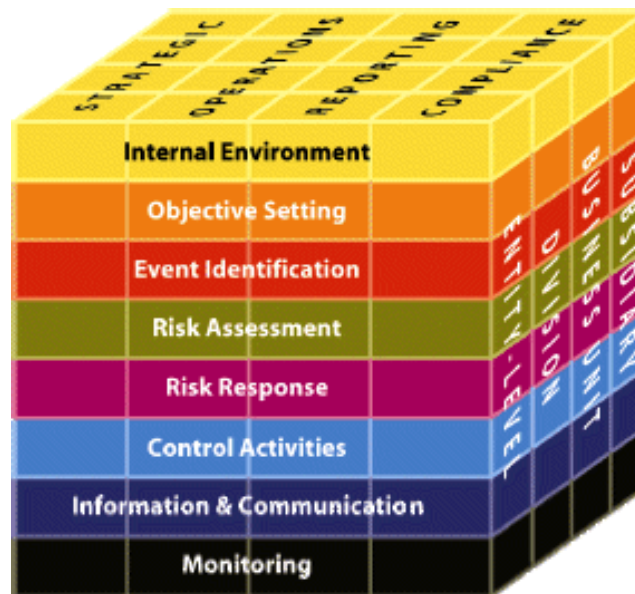 STRATEGIC
OPERATIONS
REPORTING
COMPLIANCE
Internal Environment
Objective Setting
Event Identification
Risk Assessment
Risk Response
Control Activities
Information & Communication
Monitoring
ENTITY-LEVEL
DIVISION
BUSINESS UNIT
SUBSIDIARY